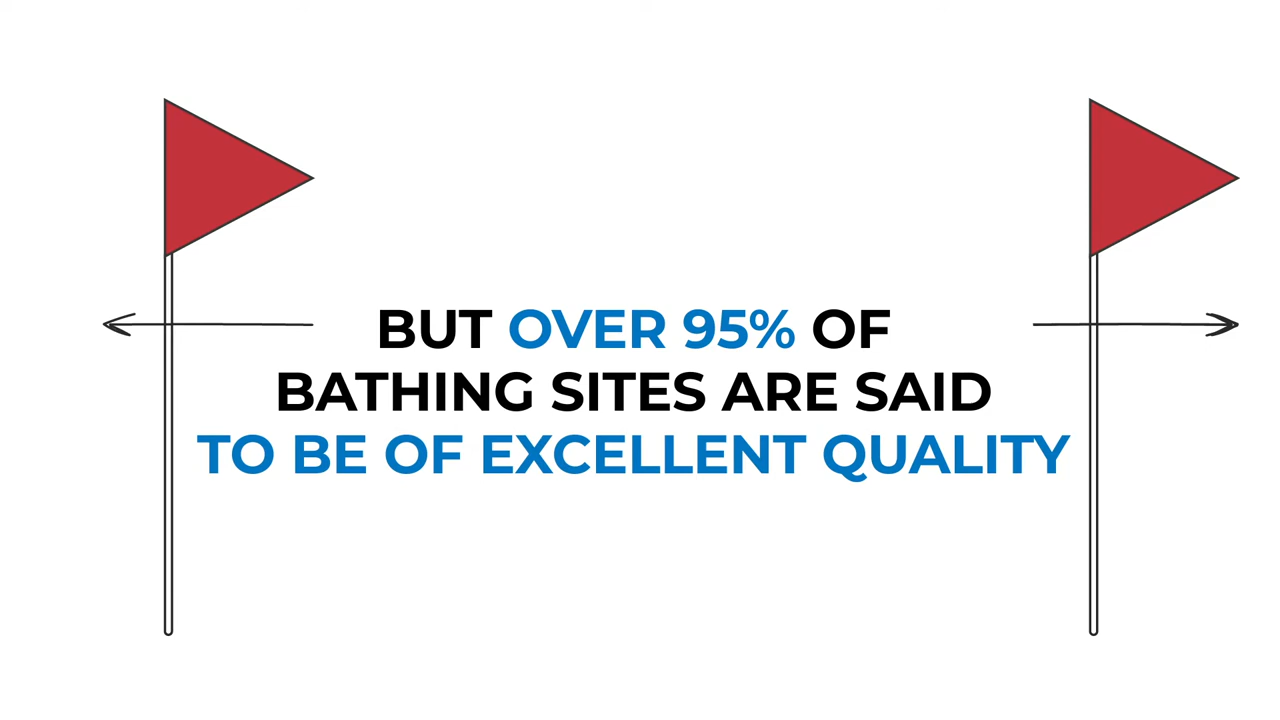 BUT OVER 95% OF
BATHING SITES ARE SAID
TO BE OF EXCELLENT QUALITY